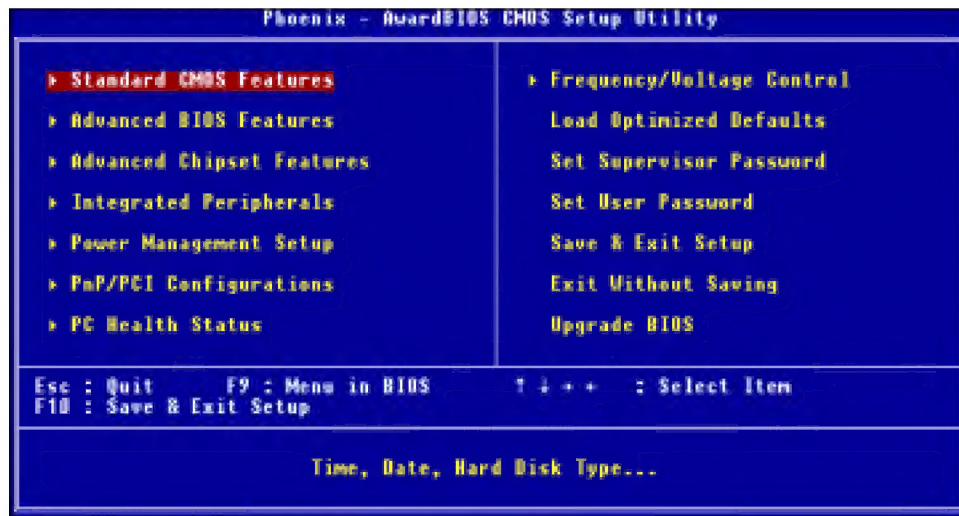 Phoenix - AwardBIOS CMOS Setup Utility
▸ Standard CMOS Features
▸ Advanced BIOS Features
▸ Advanced Chipset Features
▸ Integrated Peripherals
▸ Power Management Setup
▸ PnP/PCI Configurations
▸ PC Health Status
▸ Frequency/Voltage Control
Load Optimized Defaults
Set Supervisor Password
Set User Password
Save & Exit Setup
Exit Without Saving
Upgrade BIOS
Esc : Quit F9 : Menu in BIOS ↑ ↓ → ← : Select Item
F10 : Save & Exit Setup
Time, Date, Hard Disk Type...